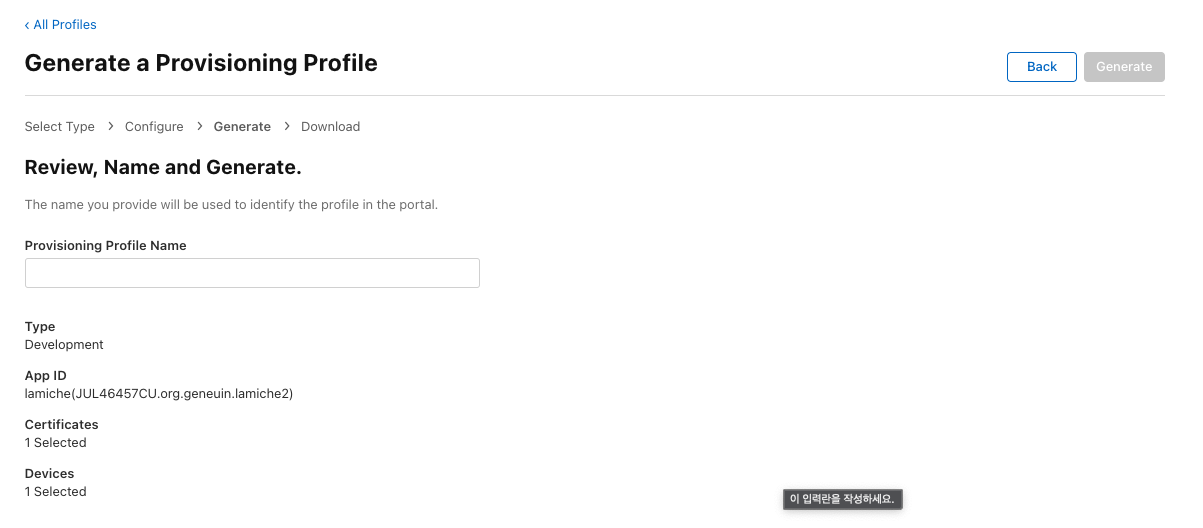 ‹ All Profiles
Generate a Provisioning Profile
Back
Generate
Select Type > Configure > Generate > Download
Review, Name and Generate.
The name you provide will be used to identify the profile in the portal.
Provisioning Profile Name
Type
Development
App ID
lamiche(JUL46457CU.org.geneuin.lamiche2)
Certificates
1 Selected
Devices
1 Selected
이 입력란을 작성하세요.